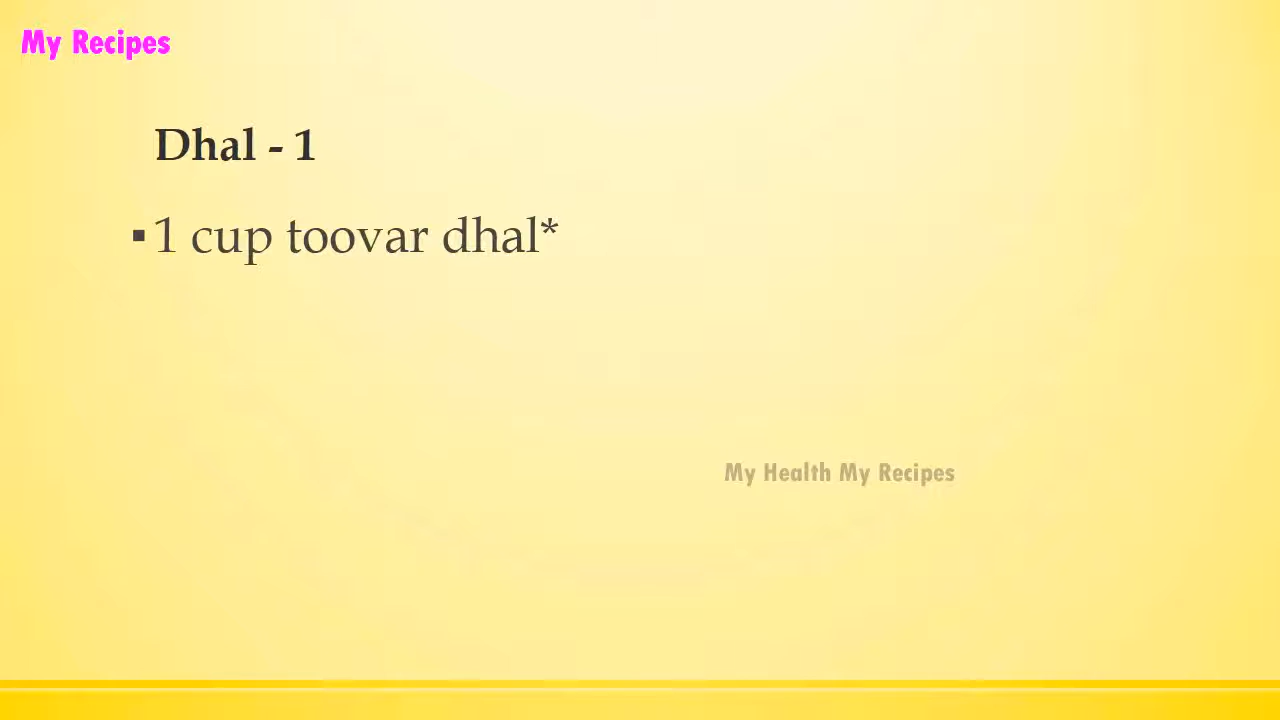 My Recipes
Dhal - 1
▪ 1 cup toovar dhal*
My Health My Recipes